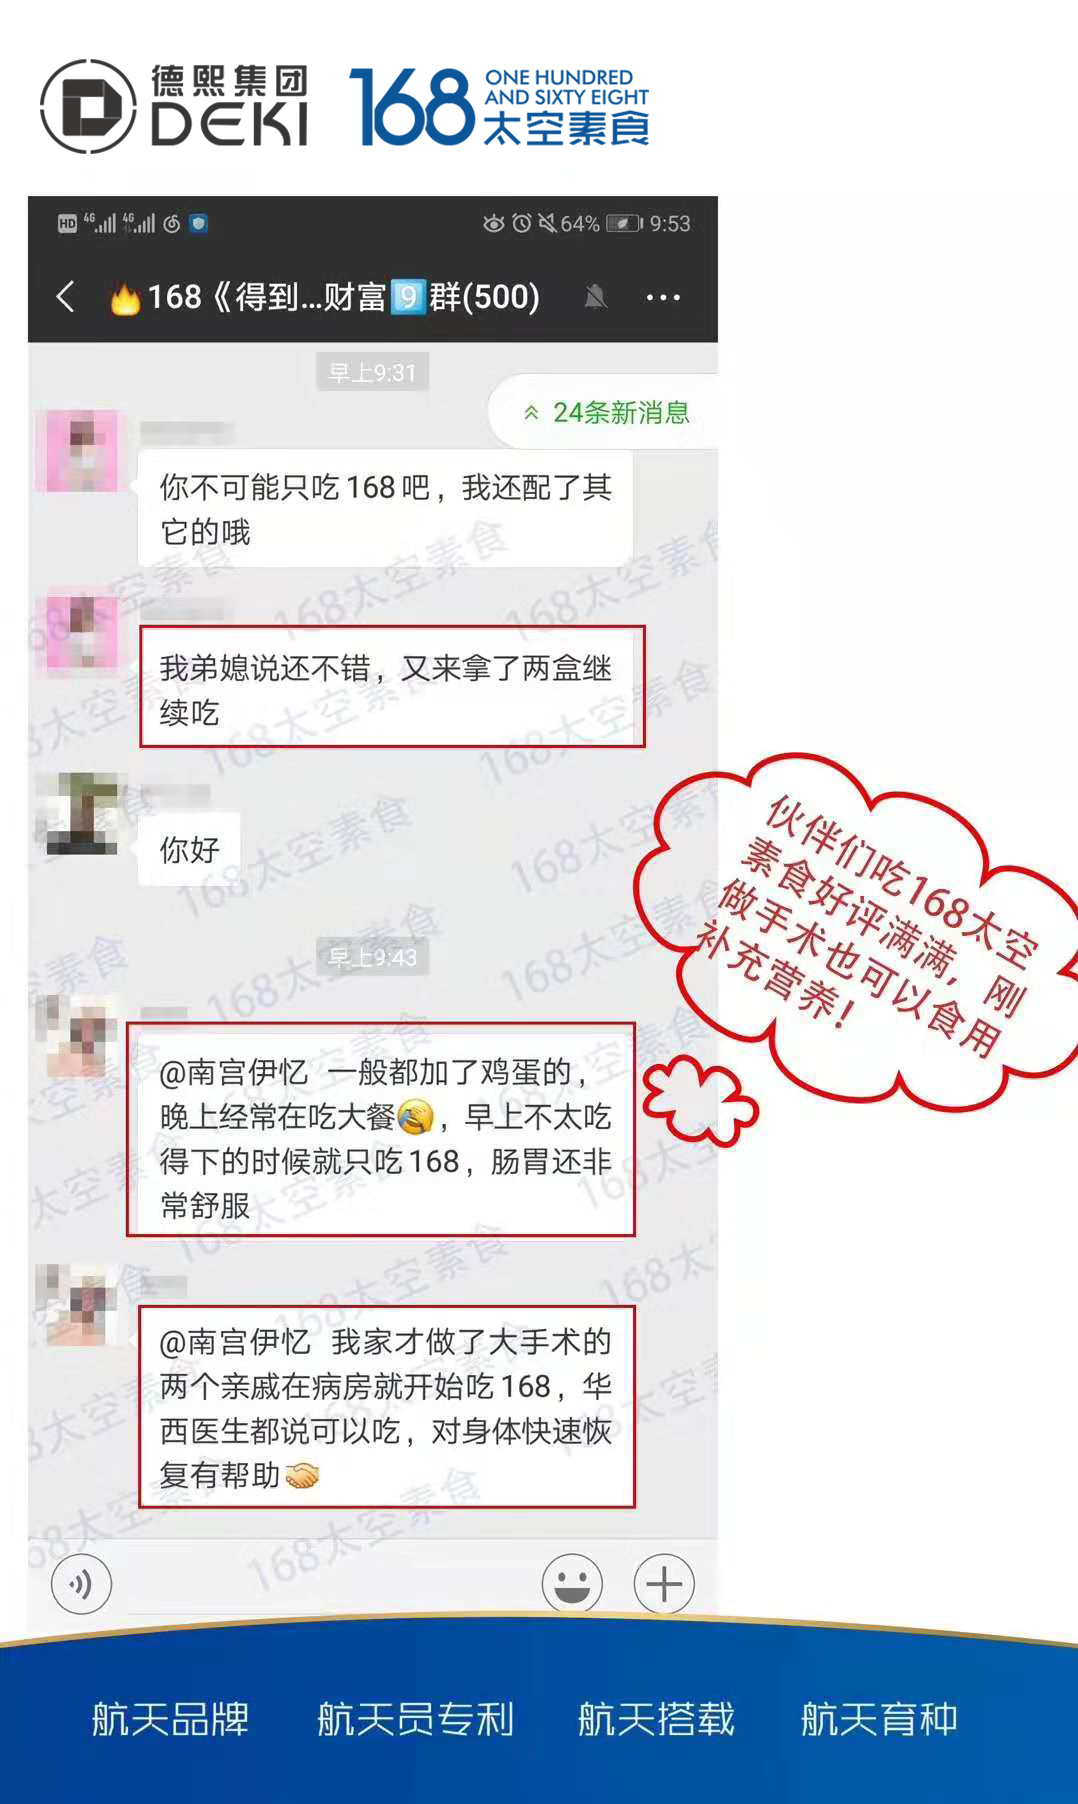 德熙集团
DEKI
168
ONE HUNDRED
AND SIXTY EIGHT
太空素食
HD 4G 4G 64% 9:53
168《得到...财富9群(500)
早上9:31
24条新消息
你不可能只吃168吧，我还配了其
它的哦
我弟媳说还不错，又来拿了两盒继
续吃
你好
早上9:43
@南宫伊忆 一般都加了鸡蛋的，
晚上经常在吃大餐🤣，早上不太吃
得下的时候就只吃168，肠胃还非
常舒服
@南宫伊忆 我家才做了大手术的
两个亲戚在病房就开始吃168，华
西医生都说可以吃，对身体快速恢
复有帮助🤝
伙伴们吃168太空
素食好评满满，刚
做手术也可以食用
补充营养！
168太空素食
航天品牌 航天员专利 航天搭载 航天育种